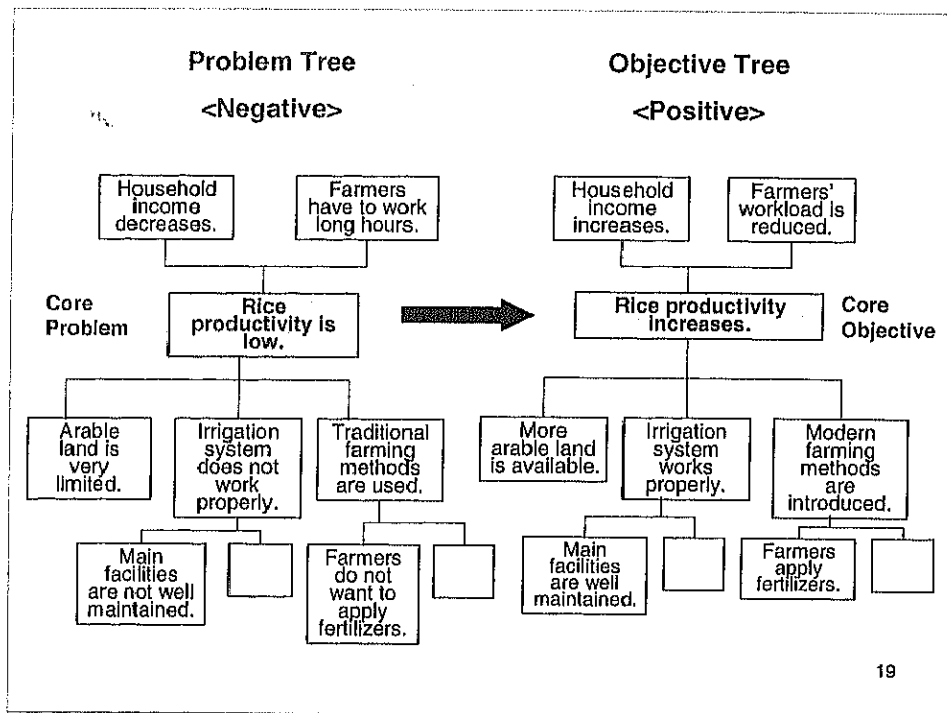 Problem Tree
<Negative>
Objective Tree
<Positive>
Household
income
decreases.
Farmers
have to work
long hours.
Household
income
increases.
Farmers'
workload is
reduced.
Core
Problem
Rice
productivity is
low.
Rice productivity
increases.
Core
Objective
Arable
land is
very
limited.
Irrigation
system
does not
work
properly.
Traditional
farming
methods
are used.
More
arable land
is available.
Irrigation
system
works
properly.
Modern
farming
methods
are
introduced.
Main
facilities
are not well
maintained.
Farmers
do not
want to
apply
fertilizers.
Main
facilities
are well
maintained.
Farmers
apply
fertilizers.
19